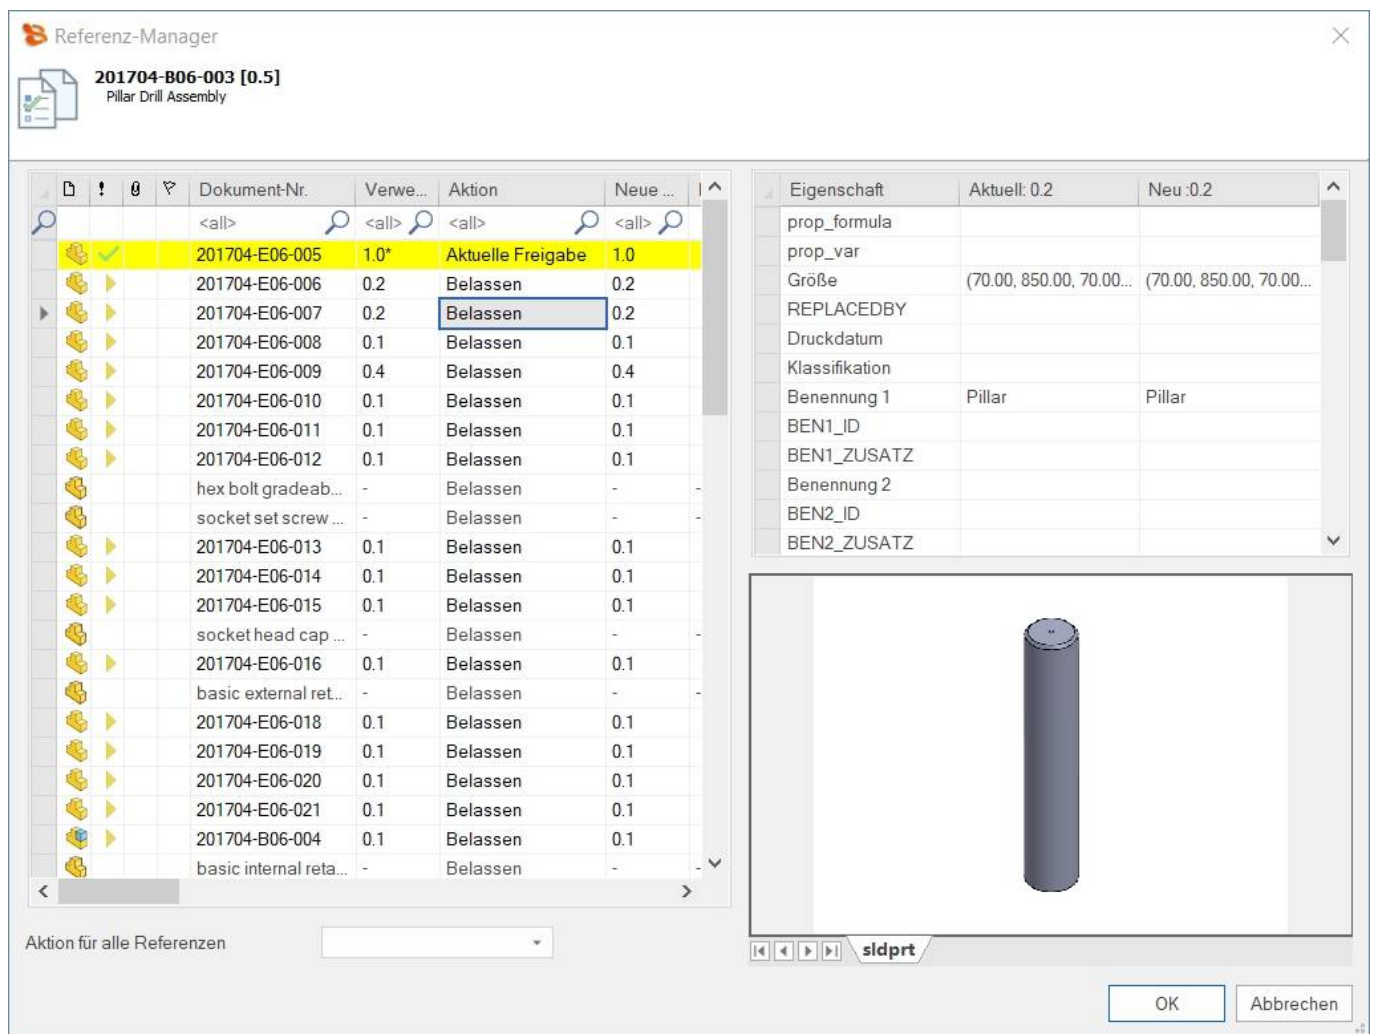 Referenz-Manager
201704-B06-003 [0.5]
Pillar Drill Assembly
Dokument-Nr. Verwe... Aktion Neue ...
<all> <all> <all> <all>
201704-E06-005 1.0* Aktuelle Freigabe 1.0
201704-E06-006 0.2 Belassen 0.2
201704-E06-007 0.2 Belassen 0.2
201704-E06-008 0.1 Belassen 0.1
201704-E06-009 0.4 Belassen 0.4
201704-E06-010 0.1 Belassen 0.1
201704-E06-011 0.1 Belassen 0.1
201704-E06-012 0.1 Belassen 0.1
hex bolt gradeab... - Belassen - -
socket set screw ... - Belassen - -
201704-E06-013 0.1 Belassen 0.1
201704-E06-014 0.1 Belassen 0.1
201704-E06-015 0.1 Belassen 0.1
socket head cap ... - Belassen - -
201704-E06-016 0.1 Belassen 0.1
basic external ret... - Belassen - -
201704-E06-018 0.1 Belassen 0.1
201704-E06-019 0.1 Belassen 0.1
201704-E06-020 0.1 Belassen 0.1
201704-E06-021 0.1 Belassen 0.1
201704-B06-004 0.1 Belassen 0.1
basic internal reta... - Belassen - -
Aktion für alle Referenzen
Eigenschaft Aktuell: 0.2 Neu :0.2
prop_formula
prop_var
Größe (70.00, 850.00, 70.00... (70.00, 850.00, 70.00...
REPLACEDBY
Druckdatum
Klassifikation
Benennung 1 Pillar Pillar
BEN1_ID
BEN1_ZUSATZ
Benennung 2
BEN2_ID
BEN2_ZUSATZ
sldprt
OK Abbrechen